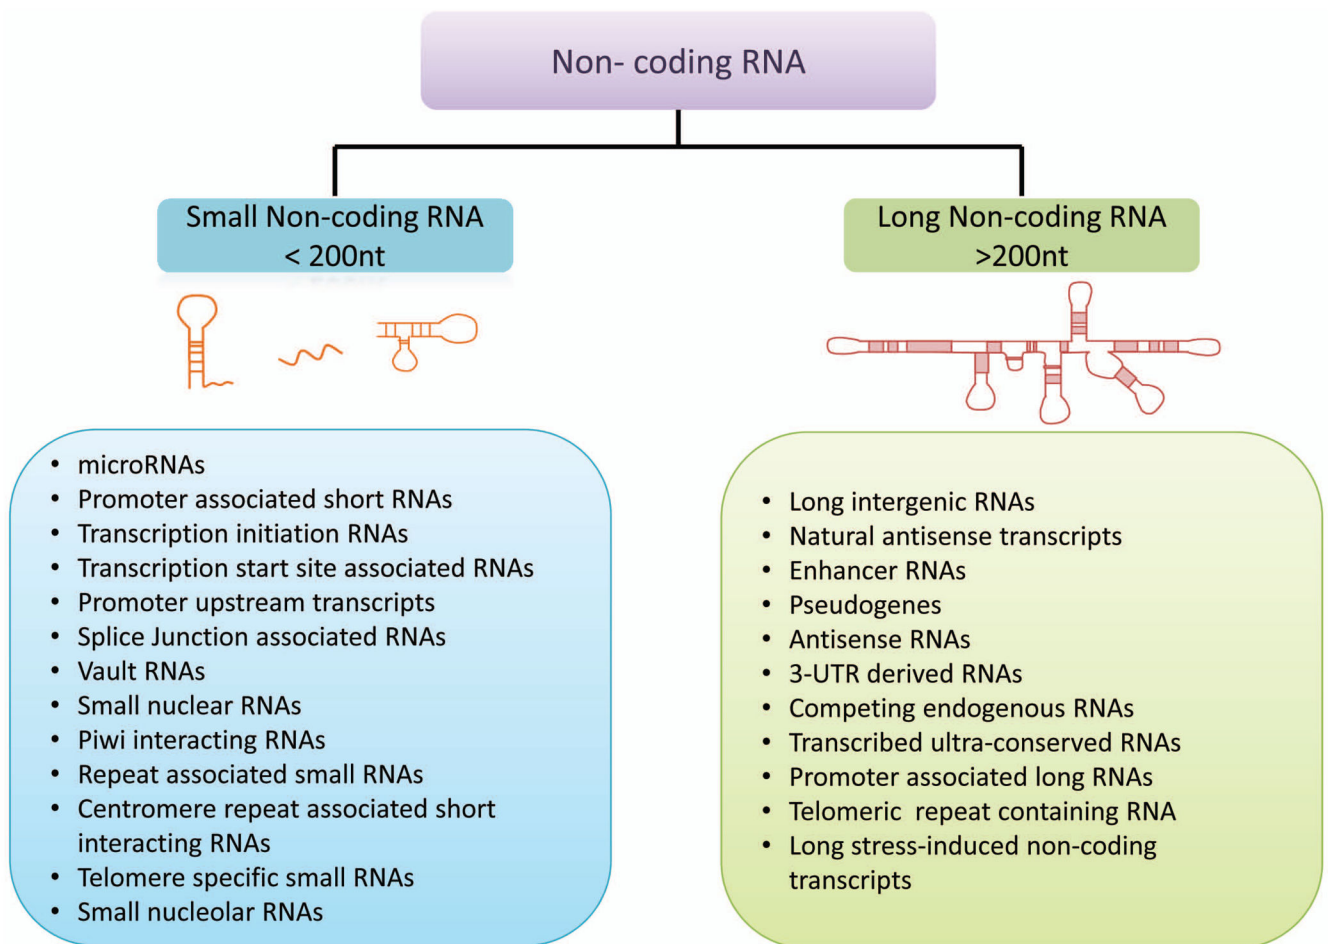 Non- coding RNA
Small Non-coding RNA
< 200nt
Long Non-coding RNA
>200nt
• microRNAs
• Promoter associated short RNAs
• Transcription initiation RNAs
• Transcription start site associated RNAs
• Promoter upstream transcripts
• Splice Junction associated RNAs
• Vault RNAs
• Small nuclear RNAs
• Piwi interacting RNAs
• Repeat associated small RNAs
• Centromere repeat associated short
interacting RNAs
• Telomere specific small RNAs
• Small nucleolar RNAs
• Long intergenic RNAs
• Natural antisense transcripts
• Enhancer RNAs
• Pseudogenes
• Antisense RNAs
• 3-UTR derived RNAs
• Competing endogenous RNAs
• Transcribed ultra-conserved RNAs
• Promoter associated long RNAs
• Telomeric  repeat containing RNA
• Long stress-induced non-coding
transcripts